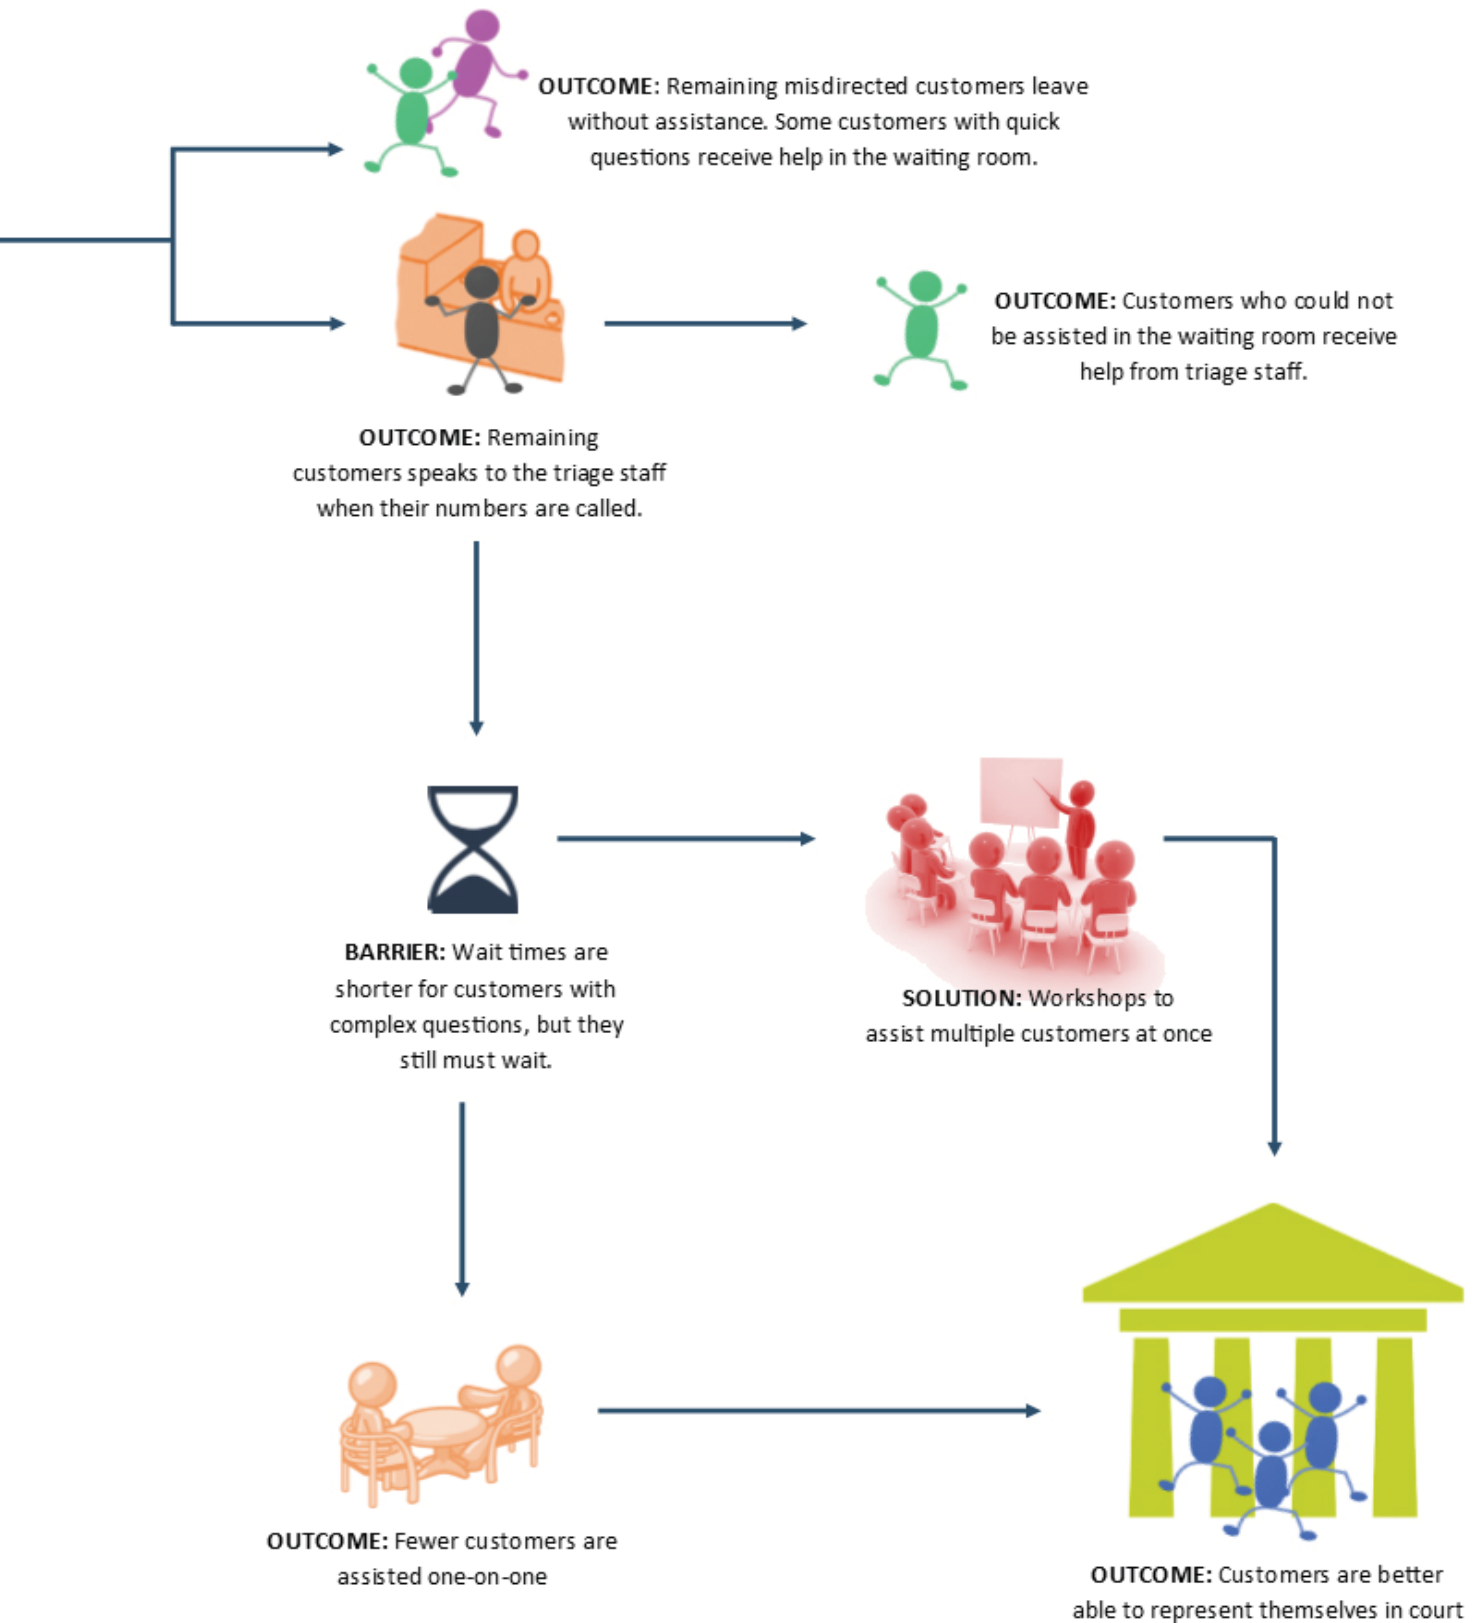 OUTCOME: Remaining misdirected customers leave
without assistance. Some customers with quick
questions receive help in the waiting room.
OUTCOME: Customers who could not
be assisted in the waiting room receive
help from triage staff.
OUTCOME: Remaining
customers speaks to the triage staff
when their numbers are called.
BARRIER: Wait times are
shorter for customers with
complex questions, but they
still must wait.
SOLUTION: Workshops to
assist multiple customers at once
OUTCOME: Fewer customers are
assisted one-on-one
OUTCOME: Customers are better
able to represent themselves in court